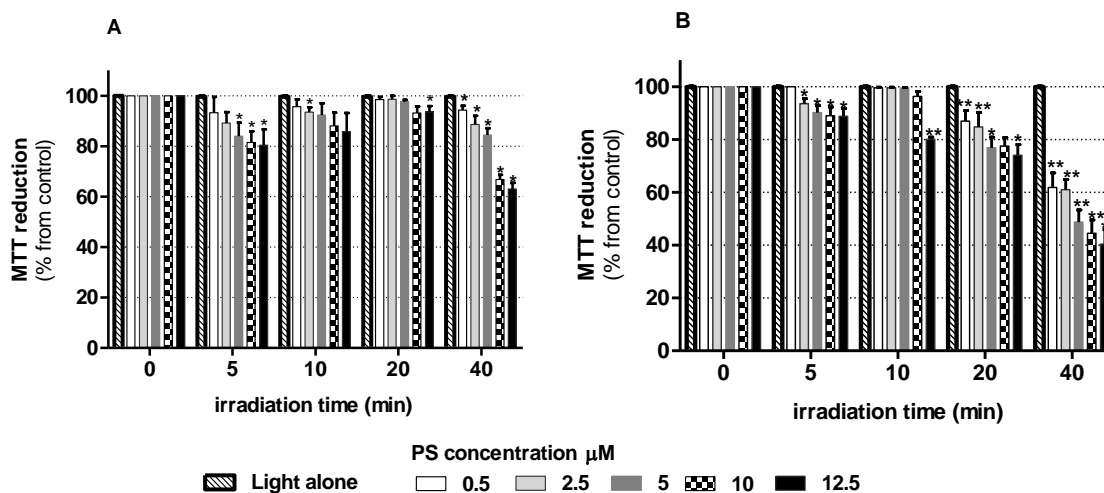 A
MTT reduction
(% from control)
100
80
60
40
20
0
* * * * * * * * * * *
0 5 10 20 40
irradiation time (min)
B
MTT reduction
(% from control)
100
80
60
40
20
0
* * * * ** ** ** * * ** ** ** **
0 5 10 20 40
irradiation time (min)
PS concentration μM
Light alone 0.5 2.5 5 10 12.5